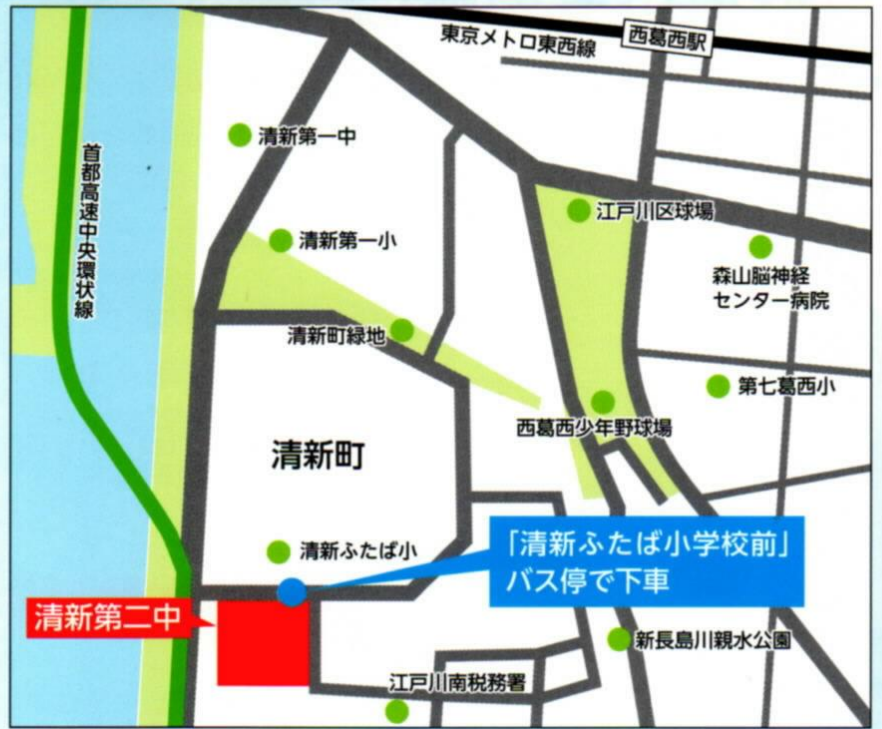 東京メトロ東西線
西葛西駅
清新第一中
首都高速中央環状線
江戸川区球場
清新第一小
森山脳神経
センター病院
清新町緑地
第七葛西小
西葛西少年野球場
清新町
「清新ふたば小学校前」
バス停で下車
清新ふたば小
清新第二中
新長島川親水公園
江戸川南税務署